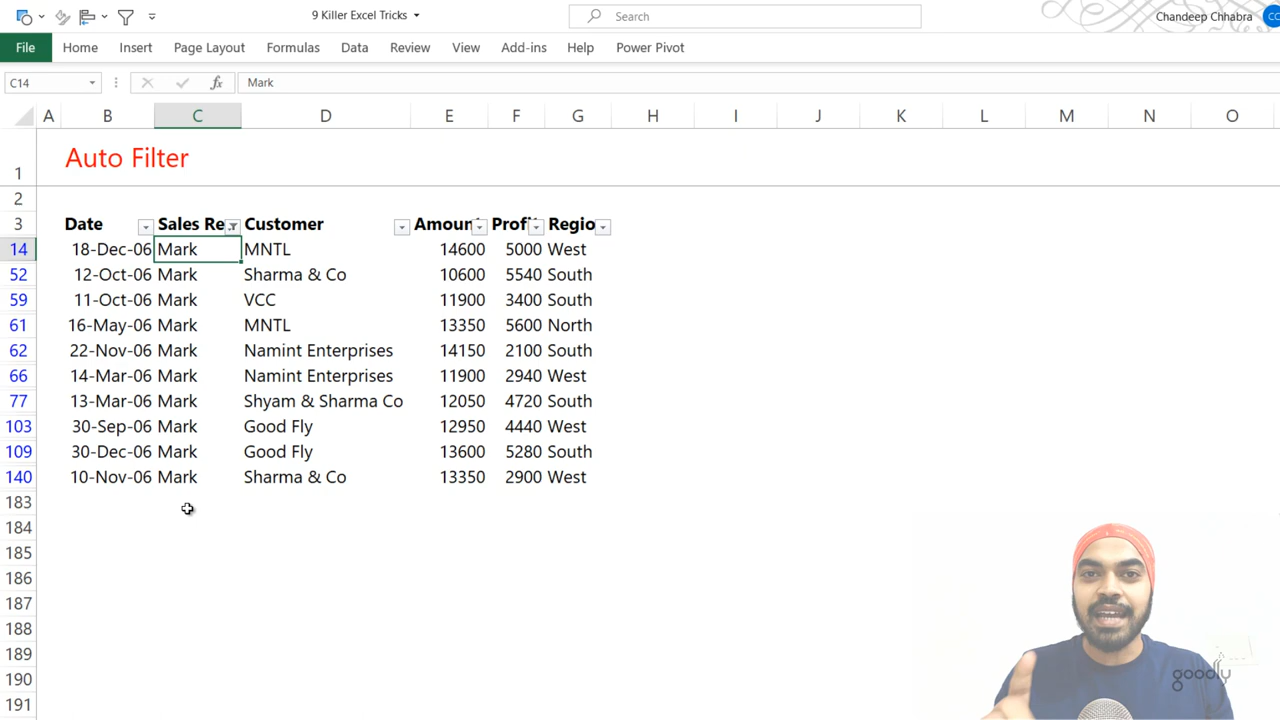 9 Killer Excel Tricks
Search
Chandeep Chhabra
CC
File Home Insert Page Layout Formulas Data Review View Add-ins Help Power Pivot
C14 fx Mark
A B C D E F G H I J K L M N O
1 Auto Filter
2
3 Date Sales Re Customer Amoun Profi Regio
14 18-Dec-06 Mark MNTL 14600 5000 West
52 12-Oct-06 Mark Sharma & Co 10600 5540 South
59 11-Oct-06 Mark VCC 11900 3400 South
61 16-May-06 Mark MNTL 13350 5600 North
62 22-Nov-06 Mark Namint Enterprises 14150 2100 South
66 14-Mar-06 Mark Namint Enterprises 11900 2940 West
77 13-Mar-06 Mark Shyam & Sharma Co 12050 4720 South
103 30-Sep-06 Mark Good Fly 12950 4440 West
109 30-Dec-06 Mark Good Fly 13600 5280 South
140 10-Nov-06 Mark Sharma & Co 13350 2900 West
183
184
185
186
187
188
189
190
191
goodly